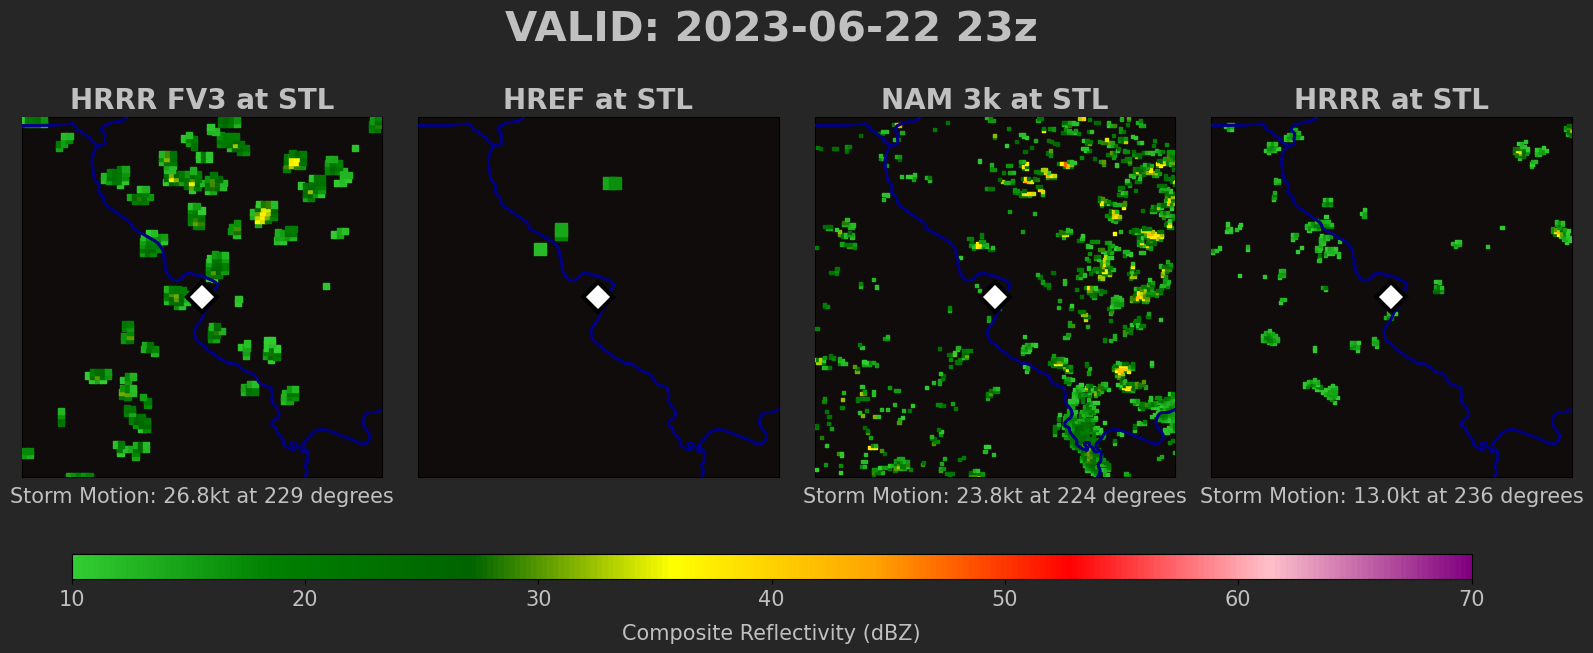 VALID: 2023-06-22 23z
HRRR FV3 at STL
HREF at STL
NAM 3k at STL
HRRR at STL
Storm Motion: 26.8kt at 229 degrees
Storm Motion: 23.8kt at 224 degrees
Storm Motion: 13.0kt at 236 degrees
10 20 30 40 50 60 70
Composite Reflectivity (dBZ)